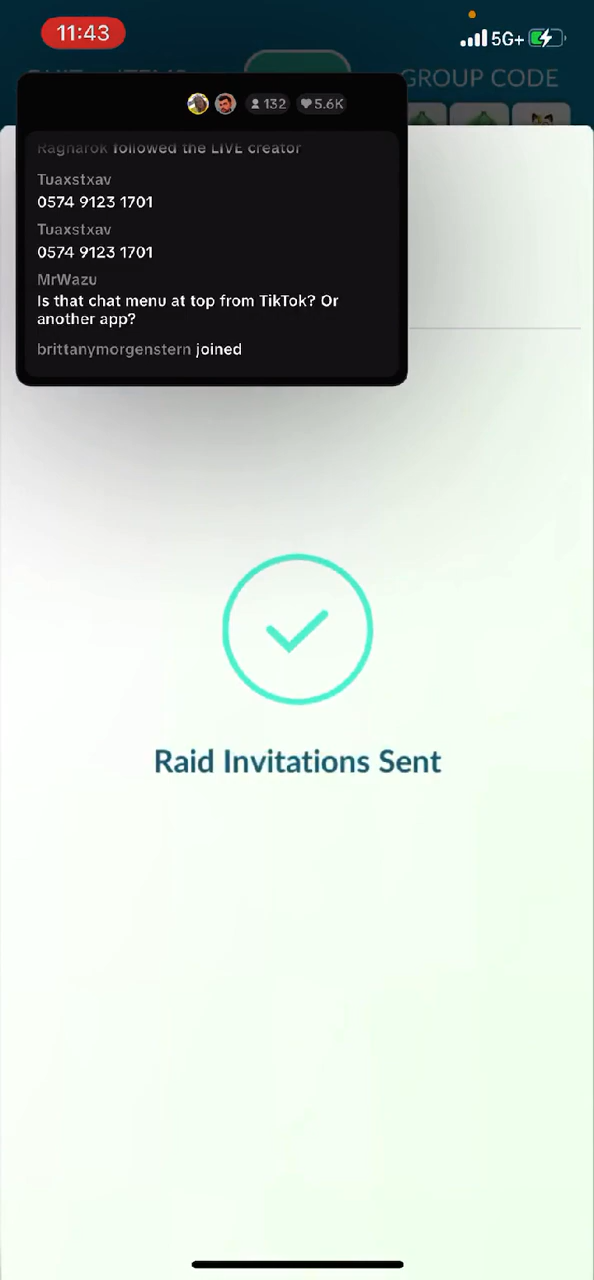 11:43
5G+
GROUP CODE
132
5.6K
Ragnarok followed the LIVE creator
Tuaxstxav
0574 9123 1701
Tuaxstxav
0574 9123 1701
MrWazu
Is that chat menu at top from TikTok? Or
another app?
brittanymorgenstern joined
Raid Invitations Sent